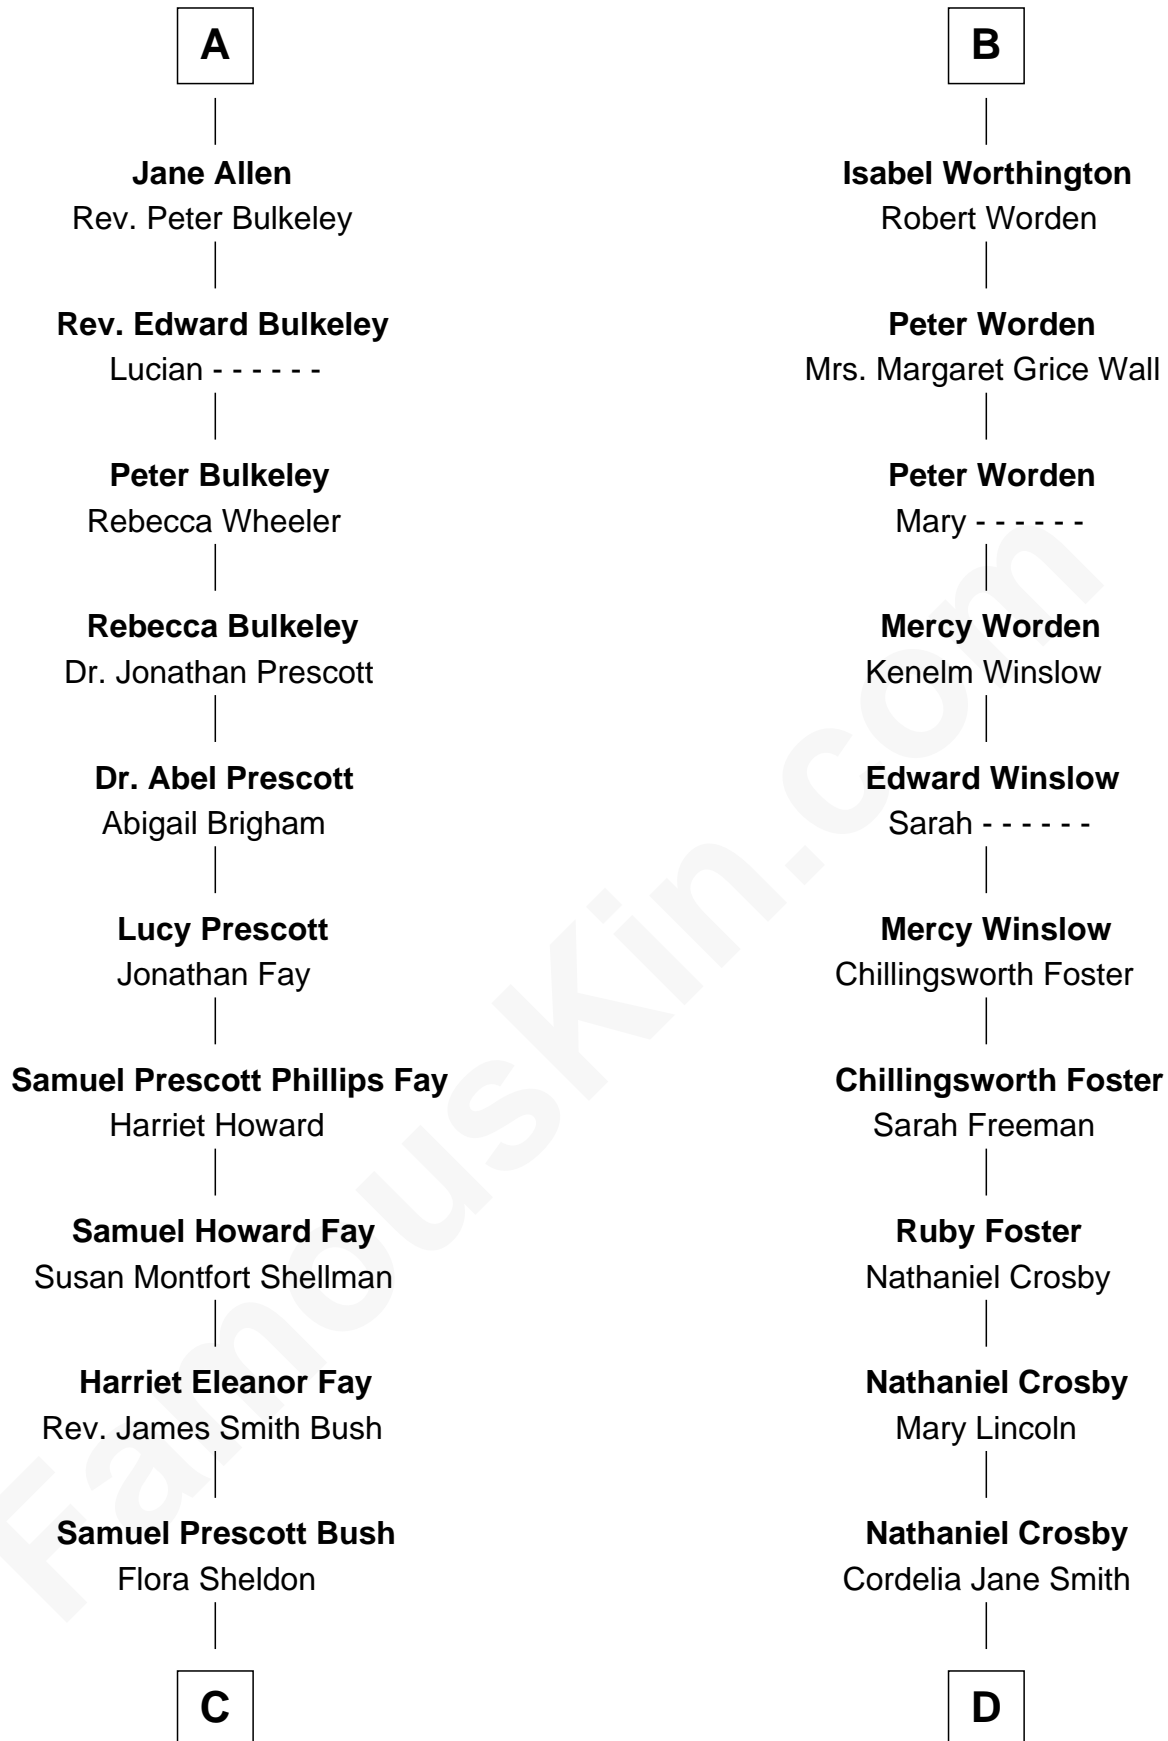 A
Jane Allen
Rev. Peter Bulkeley
Rev. Edward Bulkeley
Lucian - - - - - -
Peter Bulkeley
Rebecca Wheeler
Rebecca Bulkeley
Dr. Jonathan Prescott
Dr. Abel Prescott
Abigail Brigham
Lucy Prescott
Jonathan Fay
Samuel Prescott Phillips Fay
Harriet Howard
Samuel Howard Fay
Susan Montfort Shellman
Harriet Eleanor Fay
Rev. James Smith Bush
Samuel Prescott Bush
Flora Sheldon
C
B
Isabel Worthington
Robert Worden
Peter Worden
Mrs. Margaret Grice Wall
Peter Worden
Mary - - - - - -
Mercy Worden
Kenelm Winslow
Edward Winslow
Sarah - - - - - -
Mercy Winslow
Chillingsworth Foster
Chillingsworth Foster
Sarah Freeman
Ruby Foster
Nathaniel Crosby
Nathaniel Crosby
Mary Lincoln
Nathaniel Crosby
Cordelia Jane Smith
D
FamousKin.com